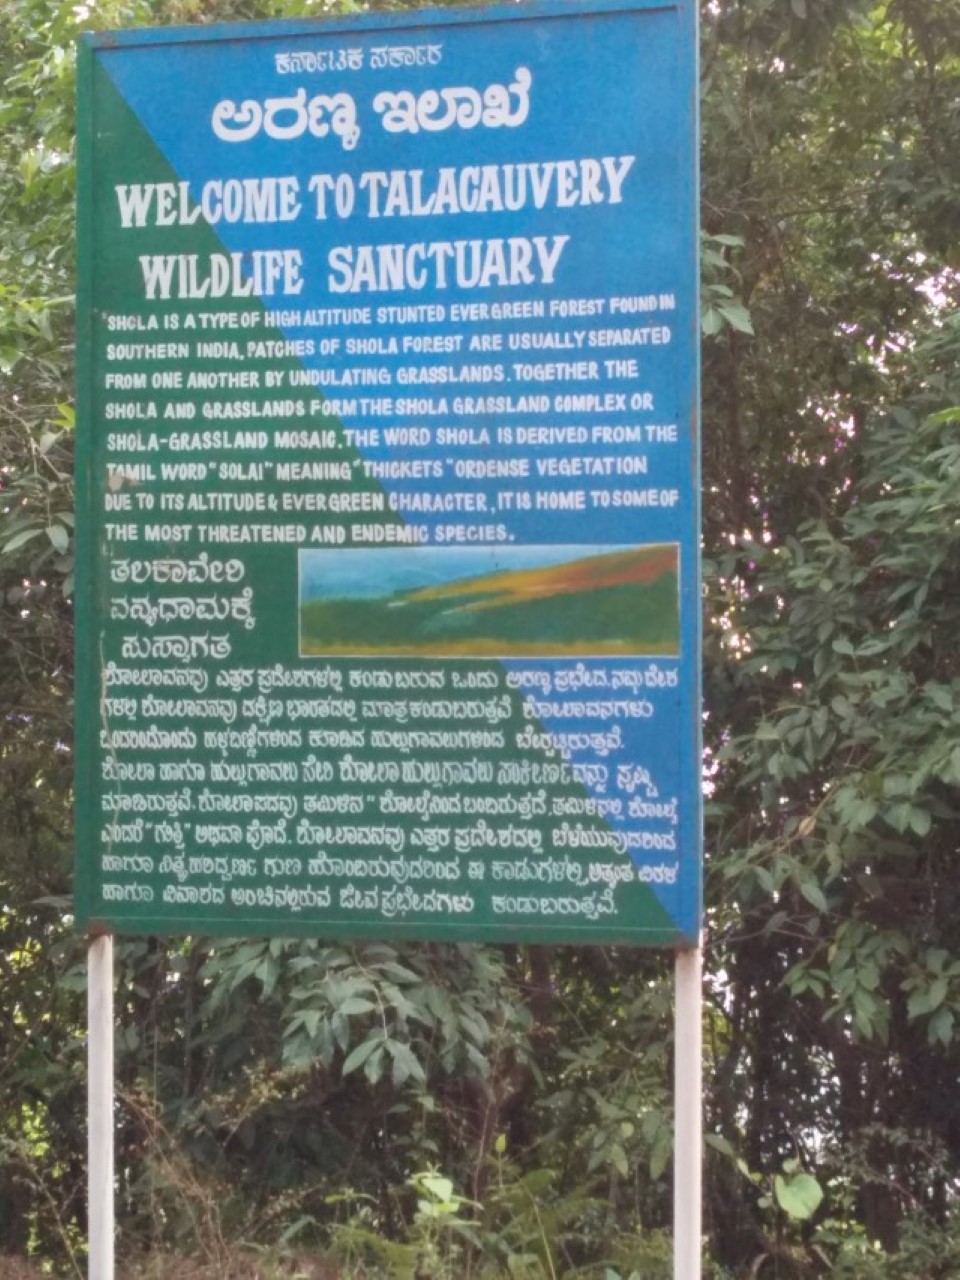 ಕರ್ನಾಟಕ ಸರ್ಕಾರ
ಅರಣ್ಯ ಇಲಾಖೆ
WELCOME TO TALACAUVERY
WILDLIFE SANCTUARY
"SHOLA IS A TYPE OF HIGH ALTITUDE STUNTED EVERGREEN FOREST FOUND IN
SOUTHERN INDIA. PATCHES OF SHOLA FOREST ARE USUALLY SEPARATED
FROM ONE ANOTHER BY UNDULATING GRASSLANDS. TOGETHER THE
SHOLA AND GRASSLANDS FORM THE SHOLA GRASSLAND COMPLEX OR
SHOLA-GRASSLAND MOSAIC. THE WORD SHOLA IS DERIVED FROM THE
TAMIL WORD "SOLAI" MEANING "THICKETS" OR DENSE VEGETATION
DUE TO ITS ALTITUDE & EVERGREEN CHARACTER, IT IS HOME TO SOME OF
THE MOST THREATENED AND ENDEMIC SPECIES.
ತಲಕಾವೇರಿ
ವನ್ಯಧಾಮಕ್ಕೆ
ಸುಸ್ವಾಗತ
ಶೋಲಾವನವು ಎತ್ತರ ಪ್ರದೇಶಗಳಲ್ಲಿ ಕಂಡುಬರುವ ಒಂದು ಅರಣ್ಯ ಪ್ರಭೇದ.
ಗಳಲ್ಲಿ ಶೋಲಾವನವು ದಕ್ಷಿಣ ಭಾರತದಲ್ಲಿ ಮಾತ್ರ ಕಂಡುಬರುತ್ತವೆ ಶೋಲಾವನಗಳು
ಒಂದರಿಂದೊಂದು ಕೂಡಿದ ಹುಲ್ಲುಗಾವಲುಗಳಿಂದ ಬೇರ್ಪಟ್ಟಿರುತ್ತವೆ.
ಶೋಲಾ ಹಾಗೂ ಹುಲ್ಲುಗಾವಲು ಸೇರಿ ಶೋಲಾ ಹುಲ್ಲುಗಾವಲು ಸಂಕೀರ್ಣವನ್ನು ಸೃಷ್ಟಿ
ಮಾಡಿರುತ್ತವೆ. ಶೋಲಾಪದವು ತಮಿಳಿನ "ಶೋಲೈನಿಂದ ಬಂದಿರುತ್ತದೆ. ತಮಿಳಿನಲ್ಲಿ ಶೋಲೈ
ಎಂದರೆ ಅಥವಾ ಪೊದೆ. ಶೋಲಾವನವು ಎತ್ತರ ಪ್ರದೇಶದಲ್ಲಿ ಬೆಳೆಯುವುದರಿಂದ
ಹಾಗೂ ನಿತ್ಯಹರಿದ್ವರ್ಣ ಗುಣ ಹೊಂದಿರುವುದರಿಂದ ಈ ಕಾಡುಗಳಲ್ಲಿ, ಅತ್ಯಂತ ವಿರಳ
ಹಾಗೂ ವಿನಾಶದ ಅಂಚಿನಲ್ಲಿರುವ ಜೀವ ಪ್ರಭೇದಗಳು ಕಂಡುಬರುತ್ತವೆ.